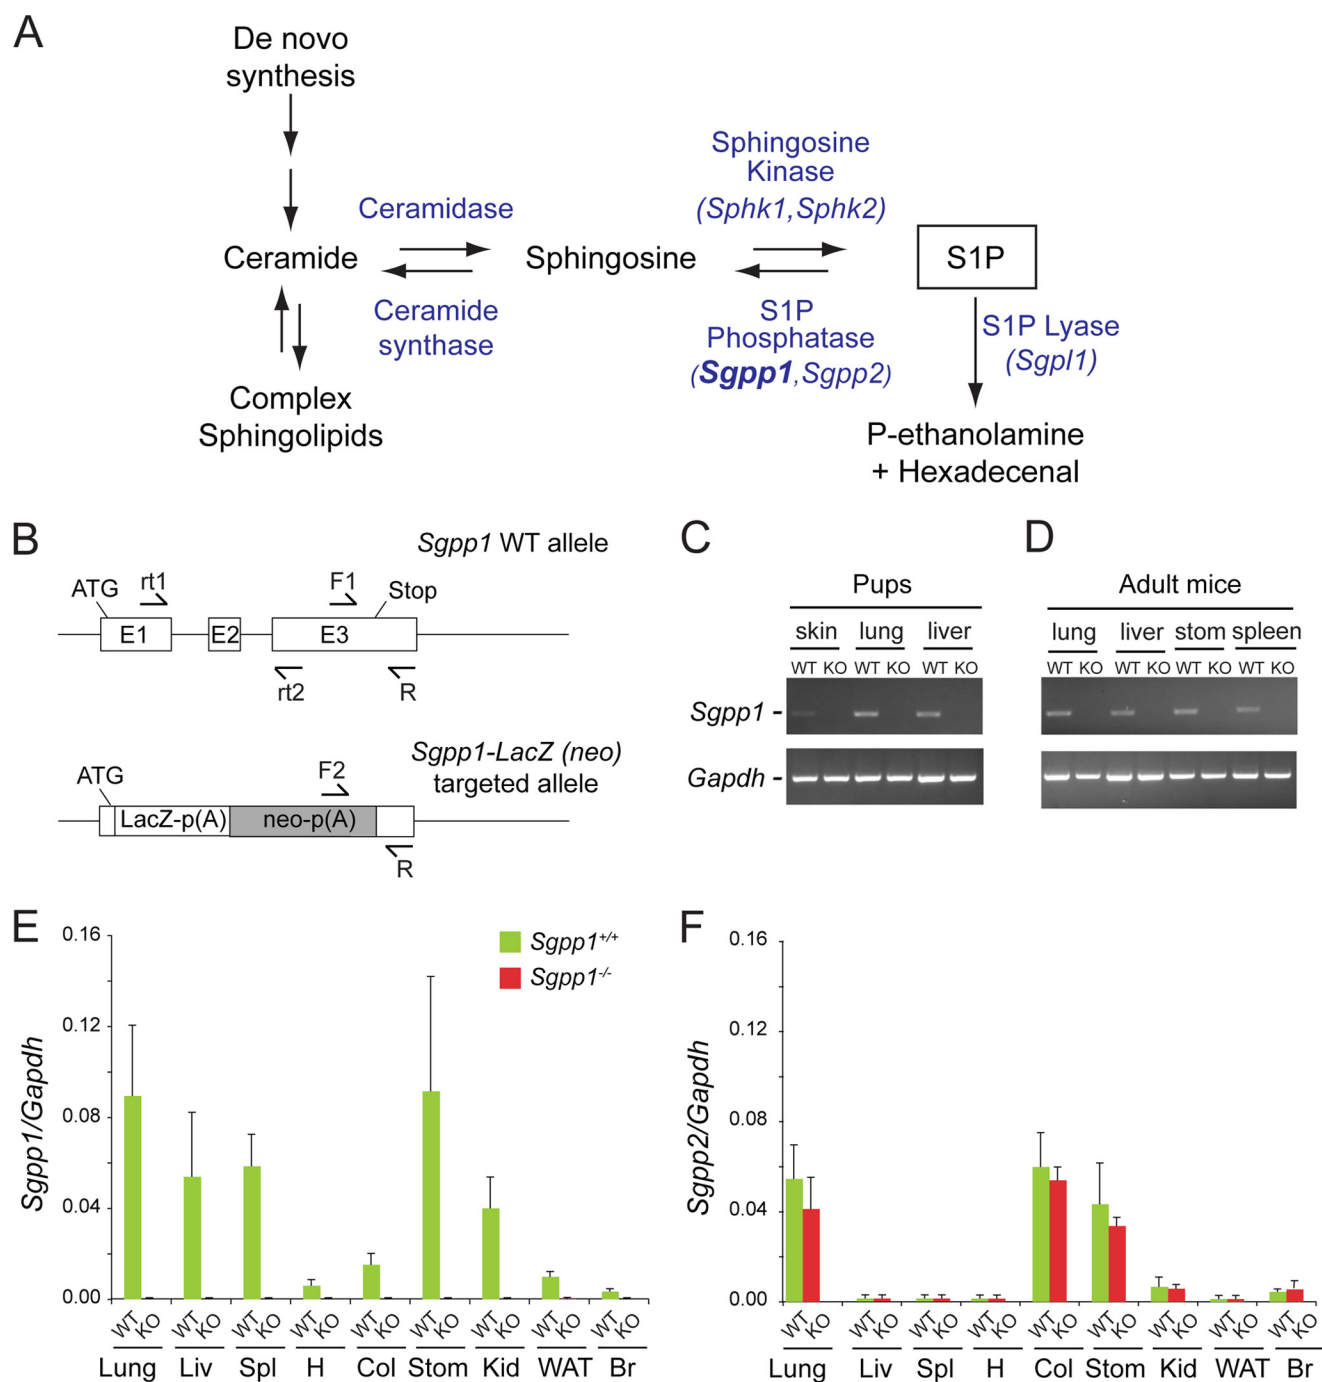 A
De novo
synthesis
Ceramidase
Ceramide
Ceramide
synthase
Complex
Sphingolipids
Sphingosine
Sphingosine
Kinase
(Sphk1,Sphk2)
S1P
Phosphatase
(Sgpp1,Sgpp2)
S1P
S1P Lyase
(Sgpl1)
P-ethanolamine
+ Hexadecenal
B
Sgpp1 WT allele
ATG rt1 F1 Stop
E1 E2 E3
rt2 R
Sgpp1-LacZ (neo)
targeted allele
ATG F2
LacZ-p(A) neo-p(A)
R
C
Pups
skin lung liver
WT KO WT KO WT KO
Sgpp1 -
Gapdh -
D
Adult mice
lung liver stom spleen
WT KO WT KO WT KO WT KO
E
Sgpp1+/+
Sgpp1-/-
Sgpp1/Gapdh
0.16
0.12
0.08
0.04
0.00
WT KO WT KO WT KO WT KO WT KO WT KO WT KO WT KO WT KO
Lung Liv Spl H Col Stom Kid WAT Br
F
Sgpp2/Gapdh
0.16
0.12
0.08
0.04
0.00
WT KO WT KO WT KO WT KO WT KO WT KO WT KO WT KO WT KO
Lung Liv Spl H Col Stom Kid WAT Br